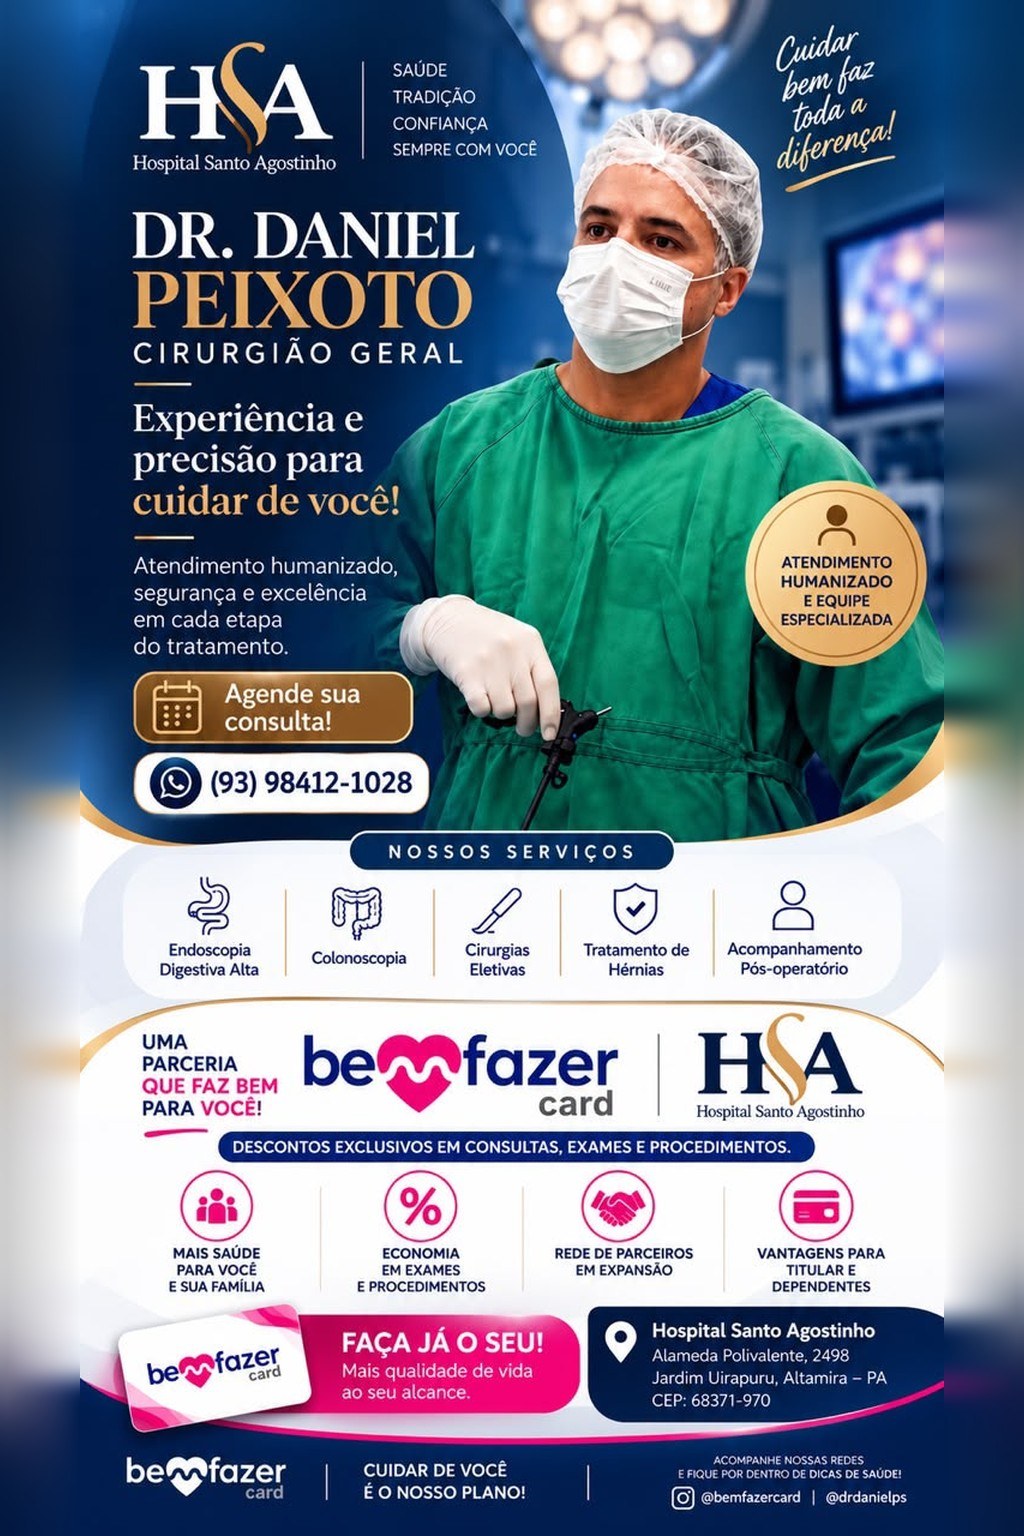 HSA
Hospital Santo Agostinho
SAÚDE
TRADIÇÃO
CONFIANÇA
SEMPRE COM VOCÊ
Cuidar
bem faz
toda a
diferença!
DR. DANIEL
PEIXOTO
CIRURGIÃO GERAL
Experiência e
precisão para
cuidar de você!
Atendimento humanizado,
segurança e excelência
em cada etapa
do tratamento.
ATENDIMENTO
HUMANIZADO
E EQUIPE
ESPECIALIZADA
Agende sua
consulta!
(93) 98412-1028
NOSSOS SERVIÇOS
Endoscopia
Digestiva Alta
Colonoscopia
Cirurgias
Eletivas
Tratamento de
Hérnias
Acompanhamento
Pós-operatório
UMA
PARCERIA
QUE FAZ BEM
PARA VOCÊ!
bemfazer
card
HSA
Hospital Santo Agostinho
DESCONTOS EXCLUSIVOS EM CONSULTAS, EXAMES E PROCEDIMENTOS.
MAIS SAÚDE
PARA VOCÊ
E SUA FAMÍLIA
%
ECONOMIA
EM EXAMES
E PROCEDIMENTOS
REDE DE PARCEIROS
EM EXPANSÃO
VANTAGENS PARA
TITULAR E
DEPENDENTES
bemfazer
card
FAÇA JÁ O SEU!
Mais qualidade de vida
ao seu alcance.
Hospital Santo Agostinho
Alameda Polivalente, 2498
Jardim Uirapuru, Altamira – PA
CEP: 68371-970
bemfazer
card
CUIDAR DE VOCÊ
É O NOSSO PLANO!
ACOMPANHE NOSSAS REDES
E FIQUE POR DENTRO DE DICAS DE SAÚDE!
@bemfazercard | @drdanielps